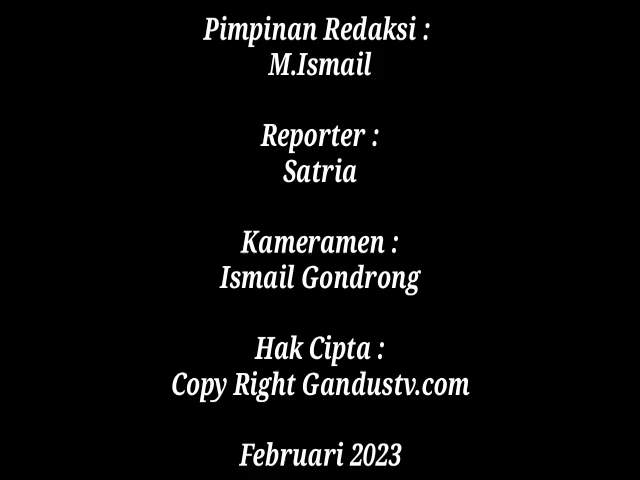 Pimpinan Redaksi :
M.Ismail
Reporter :
Satria
Kameramen :
Ismail Gondrong
Hak Cipta :
Copy Right Gandustv.com
Februari 2023